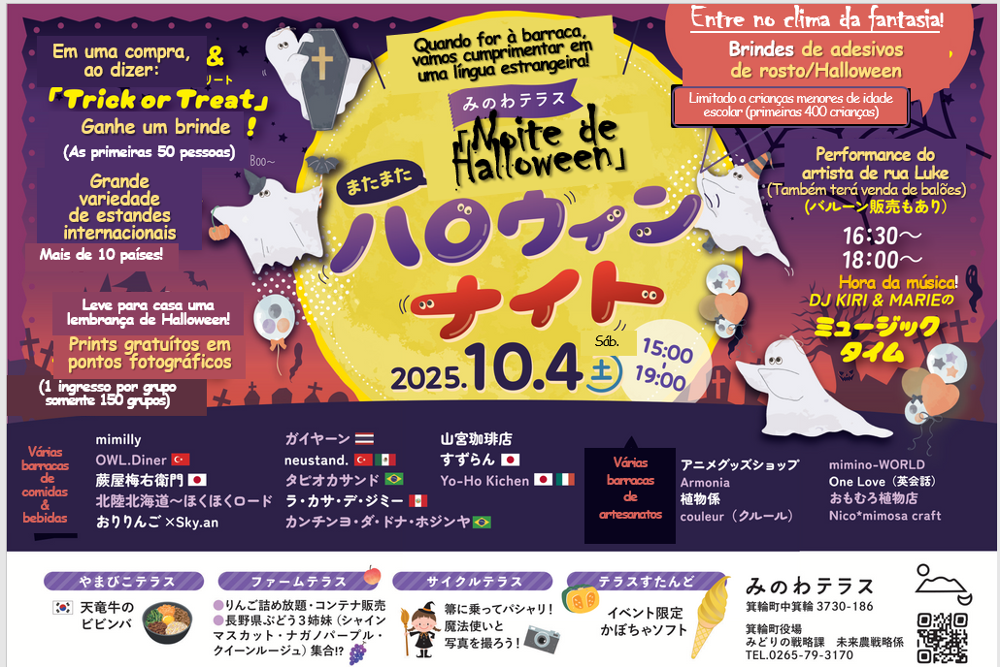 Em uma compra,
ao dizer:
&
リート
「Trick or Treat」
Ganhe um brinde
!
(As primeiras 50 pessoas)
Grande
variedade
de estandes
internacionais
Mais de 10 países!
Leve para casa uma
lembrança de Halloween!
Prints gratuítos em
pontos fotográficos
(1 ingresso por grupo
somente 150 grupos)
Boo~
Quando for à barraca,
vamos cumprimentar em
uma língua estrangeira!
みのわテラス
「Noite de
Halloween」
またまた
ハロウィン
ナイト
Sáb.
2025.10.4(土)
15:00
19:00
Entre no clima da fantasia!
Brindes de adesivos
de rosto/Halloween
Limitado a crianças menores de idade
escolar (primeiras 400 crianças)
Performance do
artista de rua Luke
(Também terá venda de balões)
(バルーン販売もあり)
16:30～
18:00～
Hora da música!
DJ KIRI & MARIEの
ミュージック
タイム
Várias
barracas
de
comidas
&
bebidas
mimilly
OWL.Diner
蕨屋梅右衛門
北陸北海道～ほくほくロード
おりりんご×Sky.an
ガイヤーン
neustand.
タピオカサンド
ラ・カサ・デ・ジミー
カンチンヨ・ダ・ドナ・ホジンヤ
山宮珈琲店
すずらん
Yo-Ho Kichen
Várias
barracas
de
artesanatos
アニメグッズショップ
Armonia
植物係
couleur（クルール）
mimino-WORLD
One Love（英会話）
おもむろ植物店
Nico*mimosa craft
やまびこテラス
天竜牛の
ビビンバ
ファームテラス
●りんご詰め放題・コンテナ販売
●長野県ぶどう3姉妹（シャイン
マスカット・ナガノパープル・
クイーンルージュ）集合!?
サイクルテラス
箒に乗ってパシャリ！
魔法使いと
写真を撮ろう！
テラスすたんど
イベント限定
かぼちゃソフト
みのわテラス
箕輪町中箕輪 3730-186
箕輪町役場
みどりの戦略課　未来農戦略係
TEL.0265-79-3170